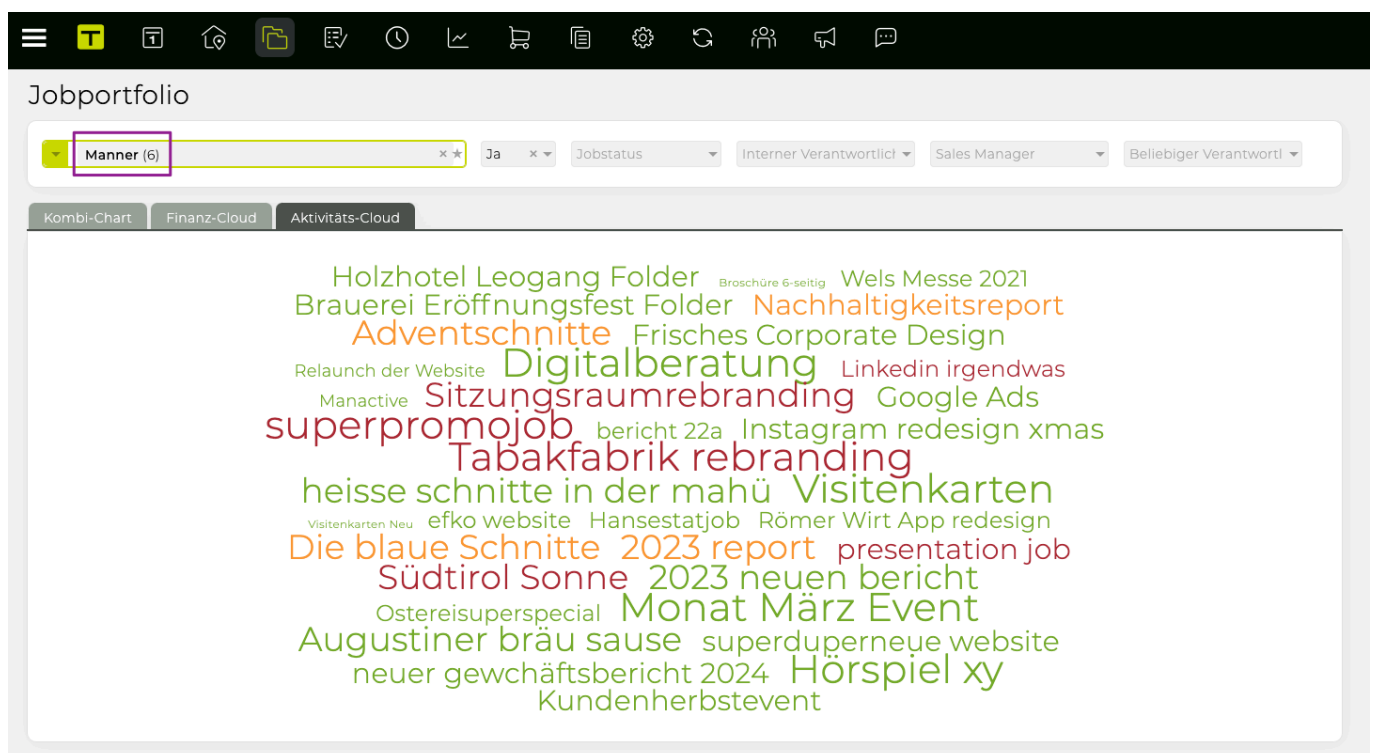 T
1
Jobportfolio
Manner (6) × ★ Ja × Jobstatus Interner Verantwortlich Sales Manager Beliebiger Verantwortl
Kombi-Chart Finanz-Cloud Aktivitäts-Cloud
Holzhotel Leogang Folder Broschüre 6-seitig Wels Messe 2021
Brauerei Eröffnungsfest Folder Nachhaltigkeitsreport
Adventschnitte Frisches Corporate Design
Relaunch der Website Digitalberatung Linkedin irgendwas
Manactive Sitzungsraumrebranding Google Ads
superpromojob bericht 22a Instagram redesign xmas
Tabakfabrik rebranding
heisse schnitte in der mahü Visitenkarten
Visitenkarten Neu efko website Hansestatjob Römer Wirt App redesign
Die blaue Schnitte 2023 report presentation job
Südtirol Sonne 2023 neuen bericht
Ostereisuperspecial Monat März Event
Augustiner bräu sause superduperneue website
neuer gewchäftsbericht 2024 Hörspiel xy
Kundenherbstevent